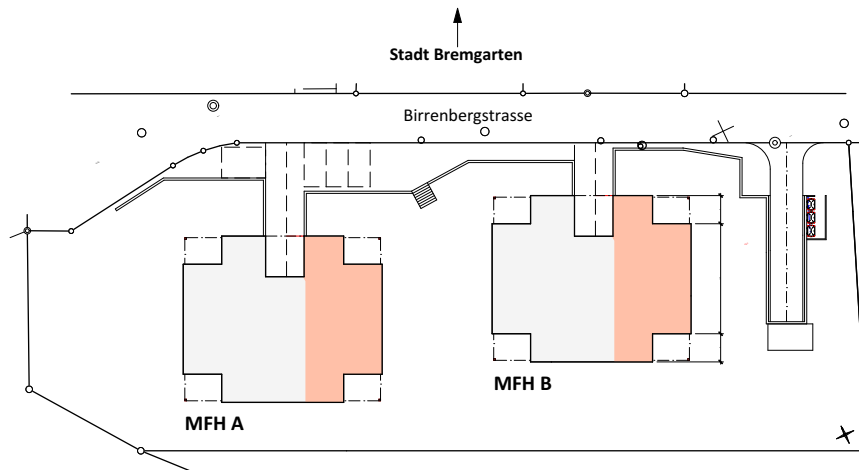 Stadt Bremgarten
Birrenbergstrasse
MFH B
MFH A